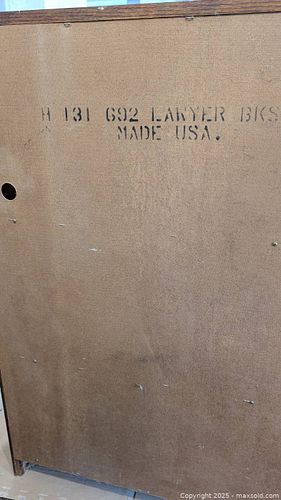 H 131 692 LAWYER BKS
MADE USA.
Copyright 2025 - maxsold.com